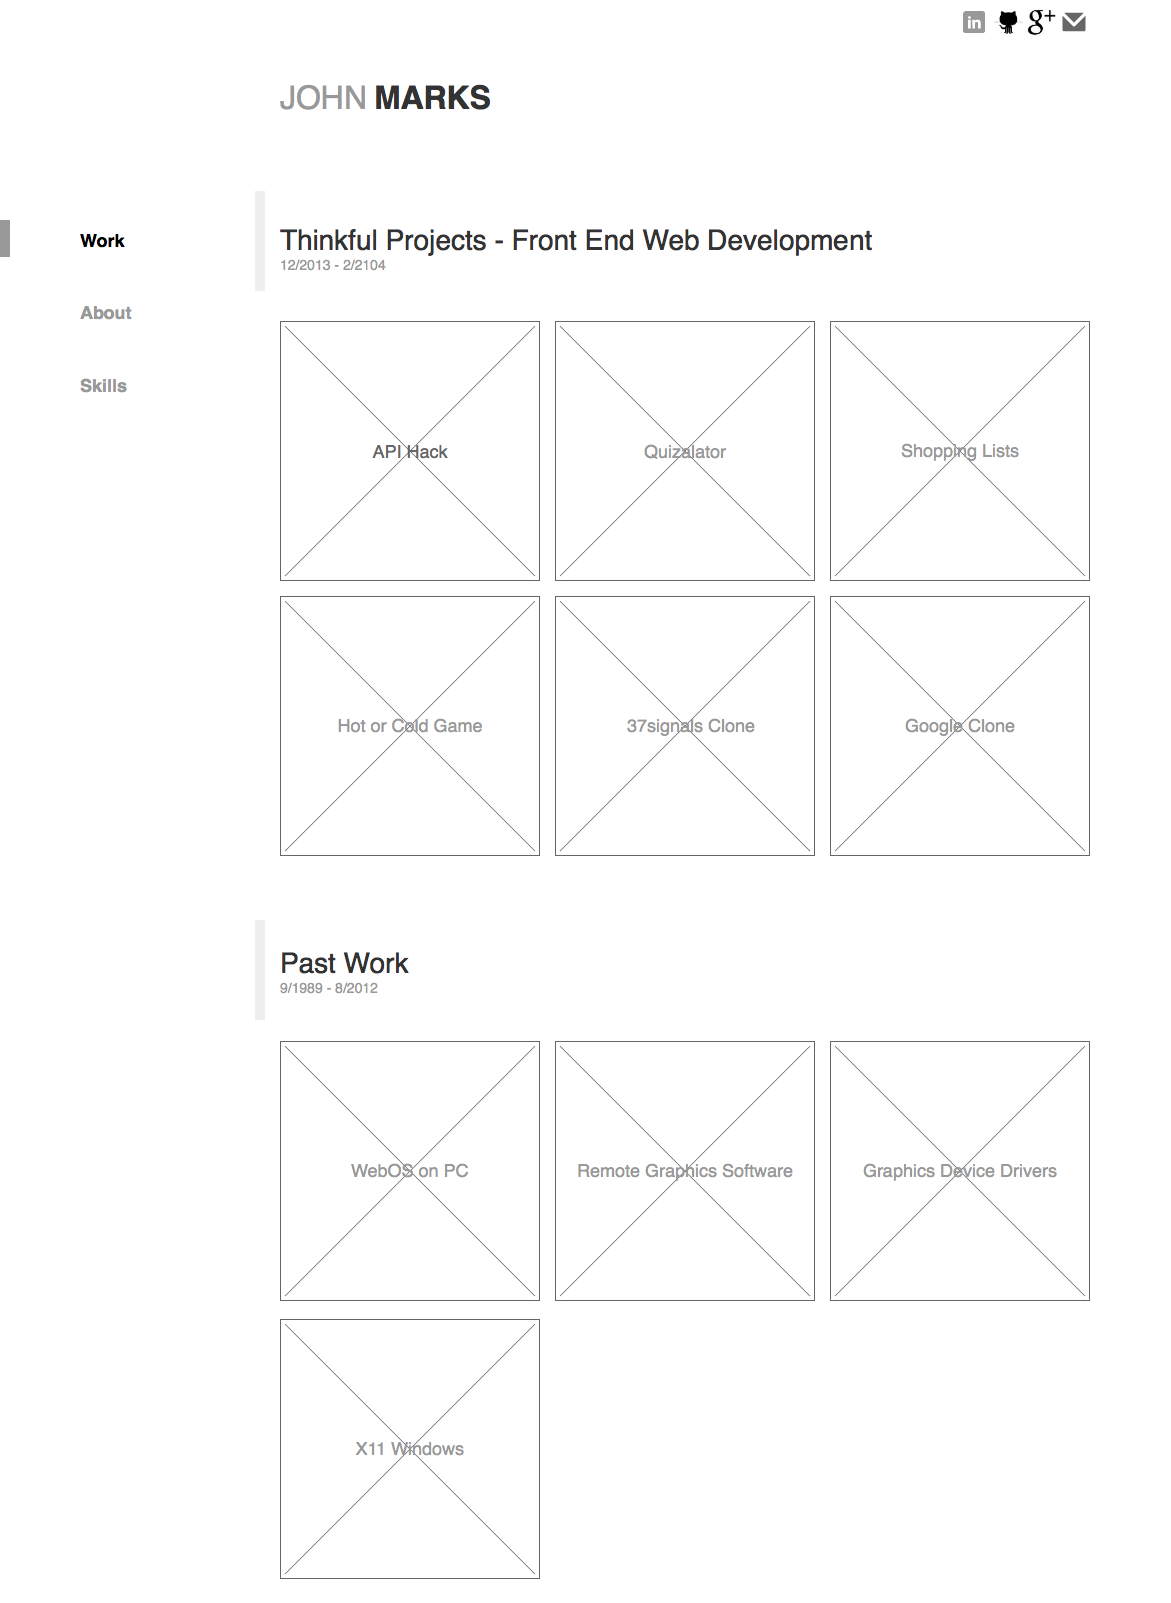 in
g+
JOHN MARKS
Work
About
Skills
Thinkful Projects - Front End Web Development
12/2013 - 2/2104
API Hack
Quizalator
Shopping Lists
Hot or Cold Game
37signals Clone
Google Clone
Past Work
9/1989 - 8/2012
WebOS on PC
Remote Graphics Software
Graphics Device Drivers
X11 Windows